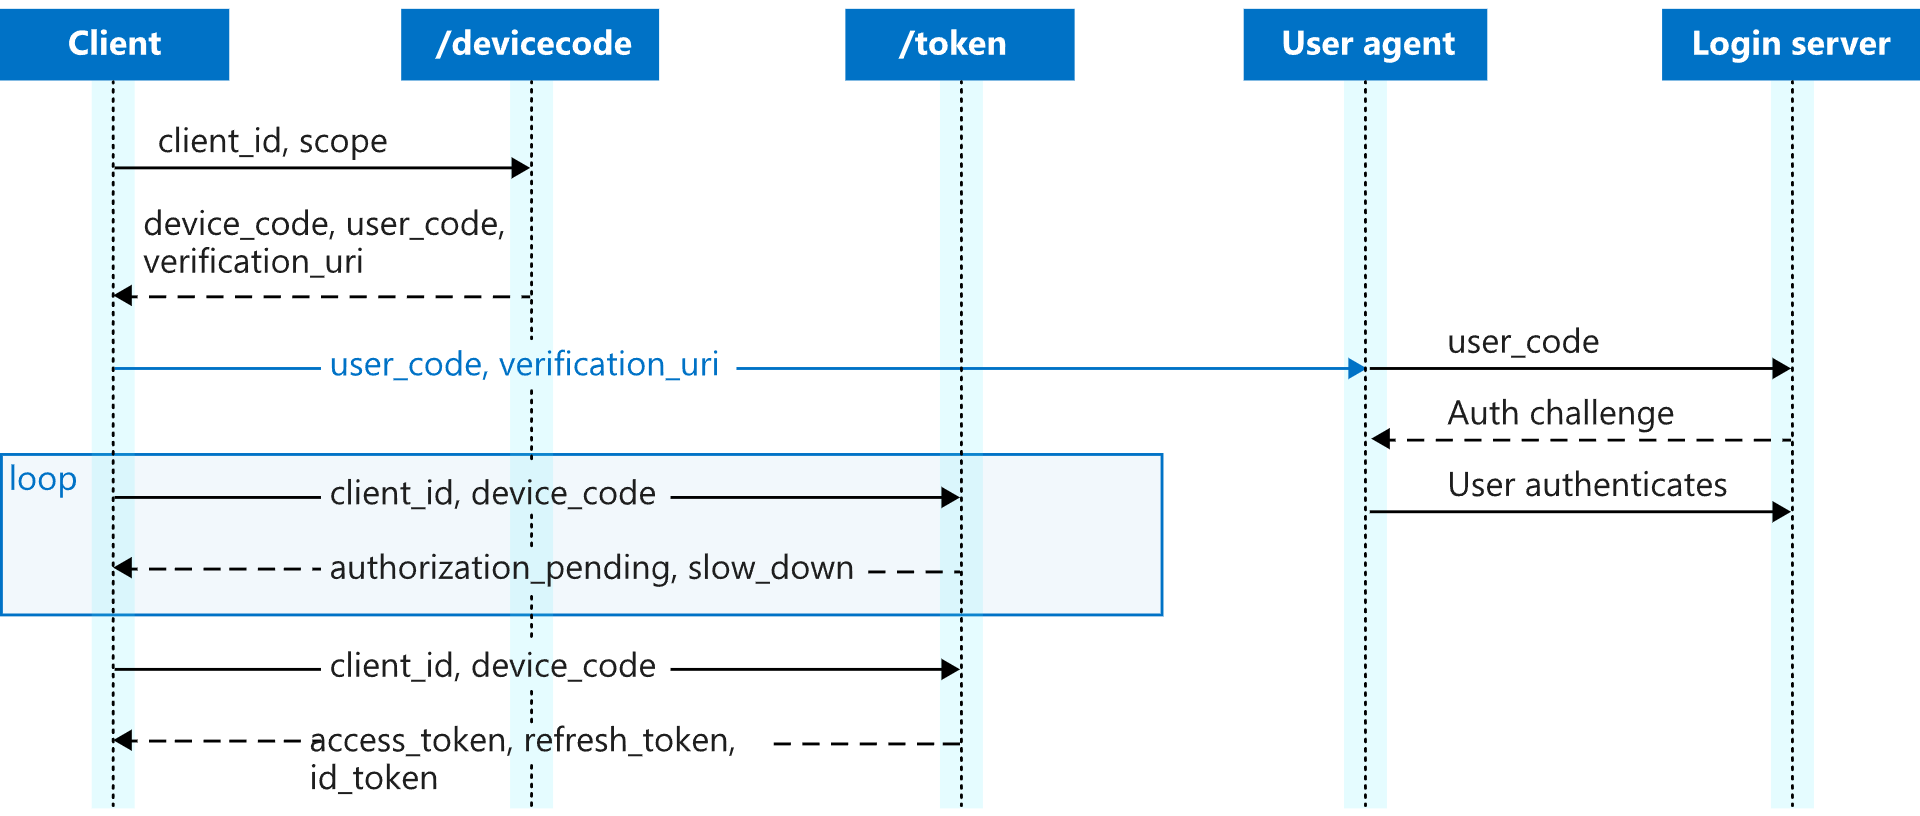 Client
/devicecode
/token
User agent
Login server
client_id, scope
device_code, user_code,
verification_uri
user_code, verification_uri
user_code
Auth challenge
loop
client_id, device_code
User authenticates
authorization_pending, slow_down
client_id, device_code
access_token, refresh_token,
id_token